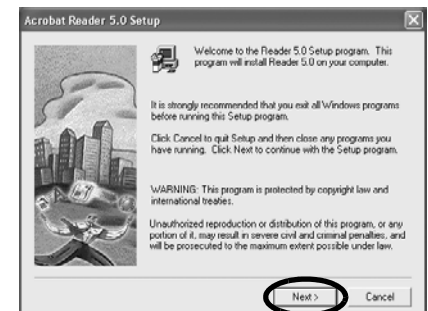 Acrobat Reader 5.0 Setup
Welcome to the Reader 5.0 Setup program. This
program will install Reader 5.0 on your computer.
It is strongly recommended that you exit all Windows programs
before running this Setup program.
Click Cancel to quit Setup and then close any programs you
have running. Click Next to continue with the Setup program.
WARNING: This program is protected by copyright law and
international treaties.
Unauthorized reproduction or distribution of this program, or any
portion of it, may result in severe civil and criminal penalties, and
will be prosecuted to the maximum extent possible under law.
Next >
Cancel